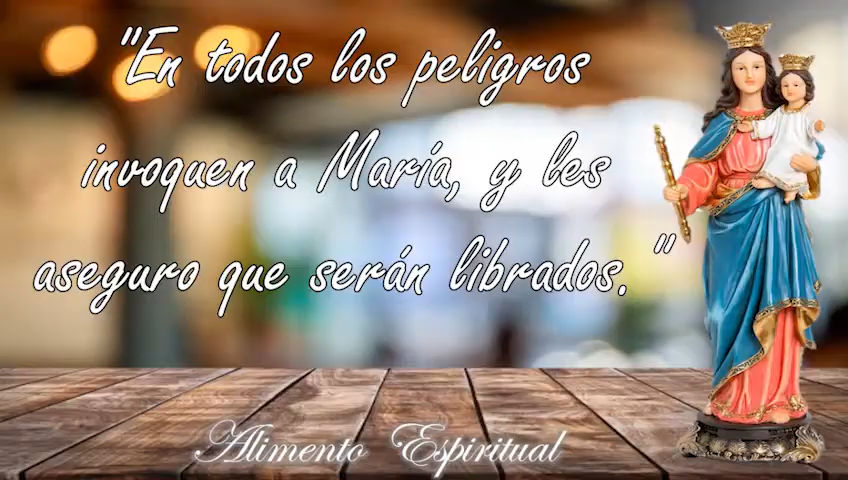 "En todos los peligros
invoquen a María, y les
aseguro que serán librados."
Alimento Espiritual